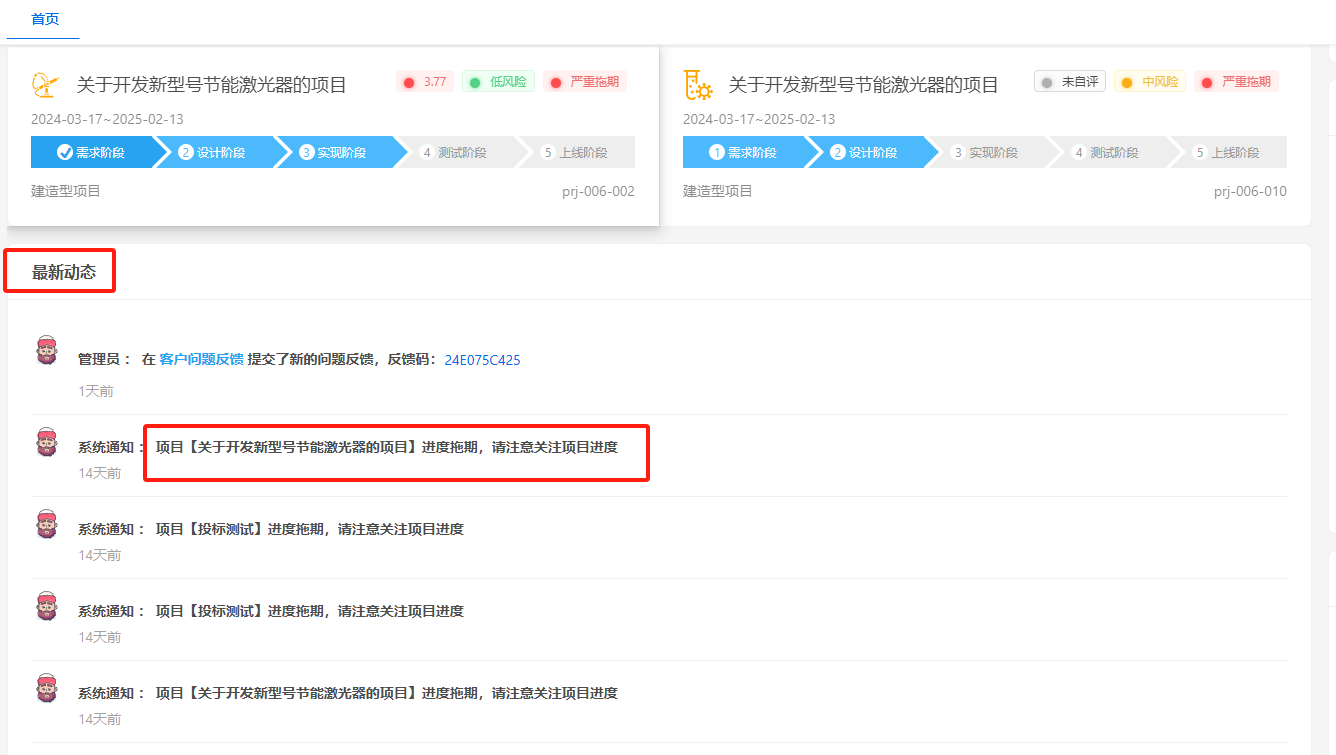 首页
关于开发新型号节能激光器的项目 3.77 低风险 严重拖期
2024-03-17~2025-02-13
需求阶段 2 设计阶段 3 实现阶段 4 测试阶段 5 上线阶段
建造型项目 prj-006-002
关于开发新型号节能激光器的项目 未自评 中风险 严重拖期
2024-03-17~2025-02-13
1 需求阶段 2 设计阶段 3 实现阶段 4 测试阶段 5 上线阶段
建造型项目 prj-006-010
最新动态
管理员： 在 客户问题反馈 提交了新的问题反馈，反馈码：24E075C425
1天前
系统通知： 项目【关于开发新型号节能激光器的项目】进度拖期，请注意关注项目进度
14天前
系统通知： 项目【投标测试】进度拖期，请注意关注项目进度
14天前
系统通知： 项目【投标测试】进度拖期，请注意关注项目进度
14天前
系统通知： 项目【关于开发新型号节能激光器的项目】进度拖期，请注意关注项目进度
14天前